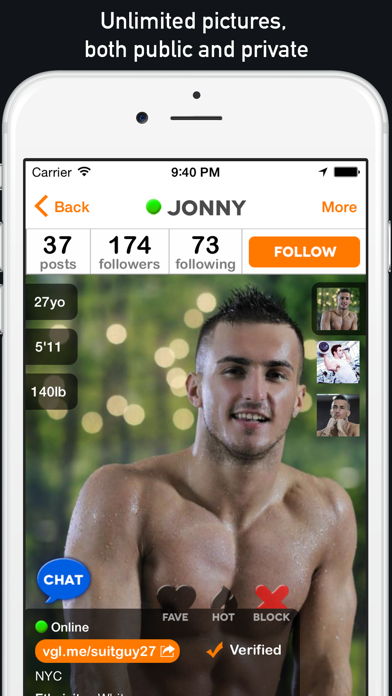 Unlimited pictures,
both public and private
Carrier 9:40 PM
Back JONNY More
37 174 73 FOLLOW
posts followers following
27yo
5'11
140lb
CHAT
FAVE HOT BLOCK
Online
vgl.me/suitguy27 Verified
NYC